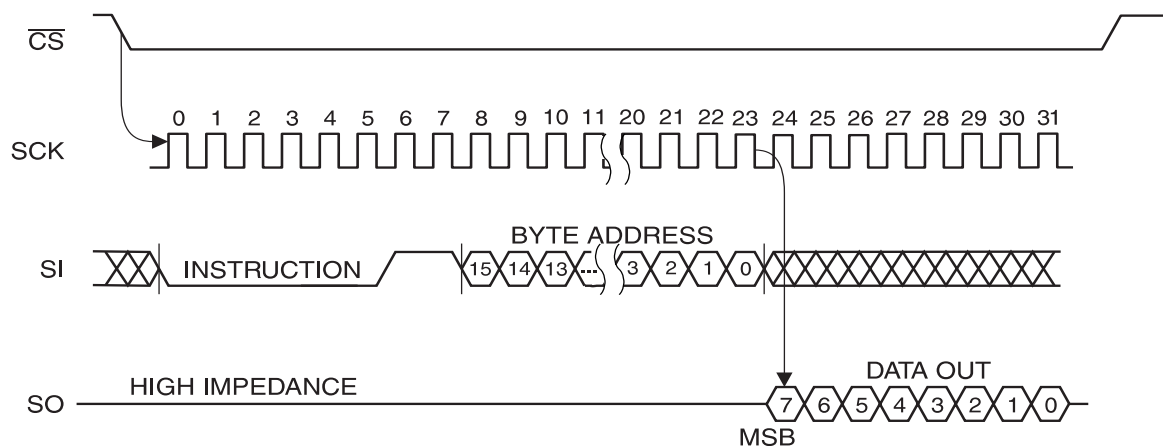 CS
0 1 2 3 4 5 6 7 8 9 10 11 20 21 22 23 24 25 26 27 28 29 30 31
SCK
BYTE ADDRESS
SI INSTRUCTION 15 14 13 ... 3 2 1 0
HIGH IMPEDANCE DATA OUT
SO 7 6 5 4 3 2 1 0
MSB